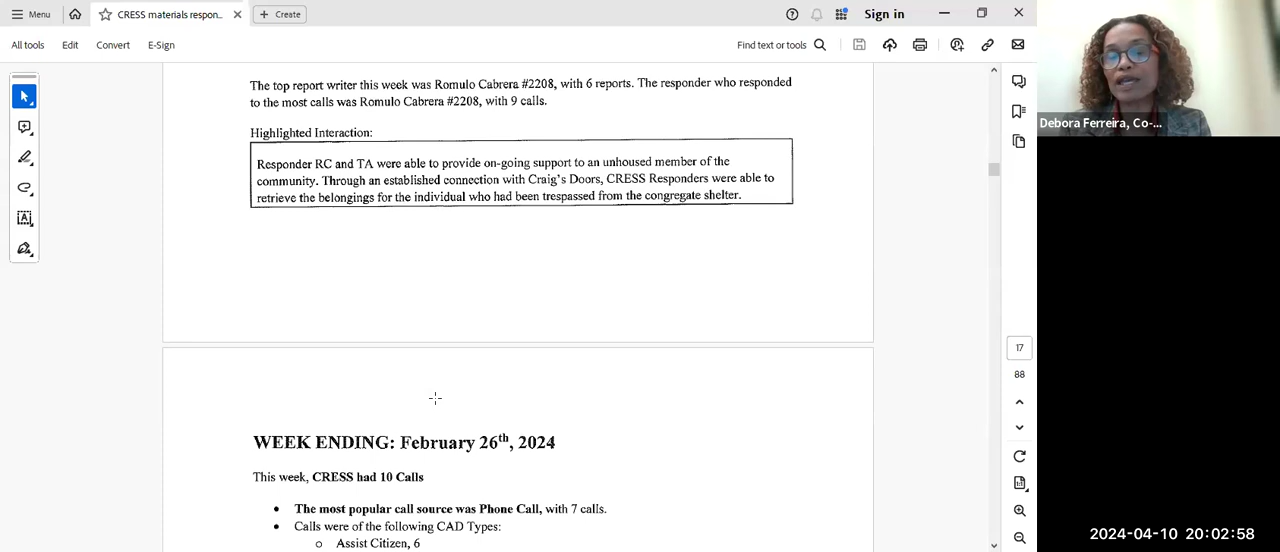 Menu
CRESS materials respon...
Create
Sign in
All tools
Edit
Convert
E-Sign
Find text or tools
The top report writer this week was Romulo Cabrera #2208, with 6 reports. The responder who responded
to the most calls was Romulo Cabrera #2208, with 9 calls.
Highlighted Interaction:
Responder RC and TA were able to provide on-going support to an unhoused member of the
community. Through an established connection with Craig's Doors, CRESS Responders were able to
retrieve the belongings for the individual who had been trespassed from the congregate shelter.
WEEK ENDING: February 26th, 2024
This week, CRESS had 10 Calls
• The most popular call source was Phone Call, with 7 calls.
• Calls were of the following CAD Types:
o Assist Citizen, 6
17
88
Debora Ferreira, Co-...
2024-04-10 20:02:58